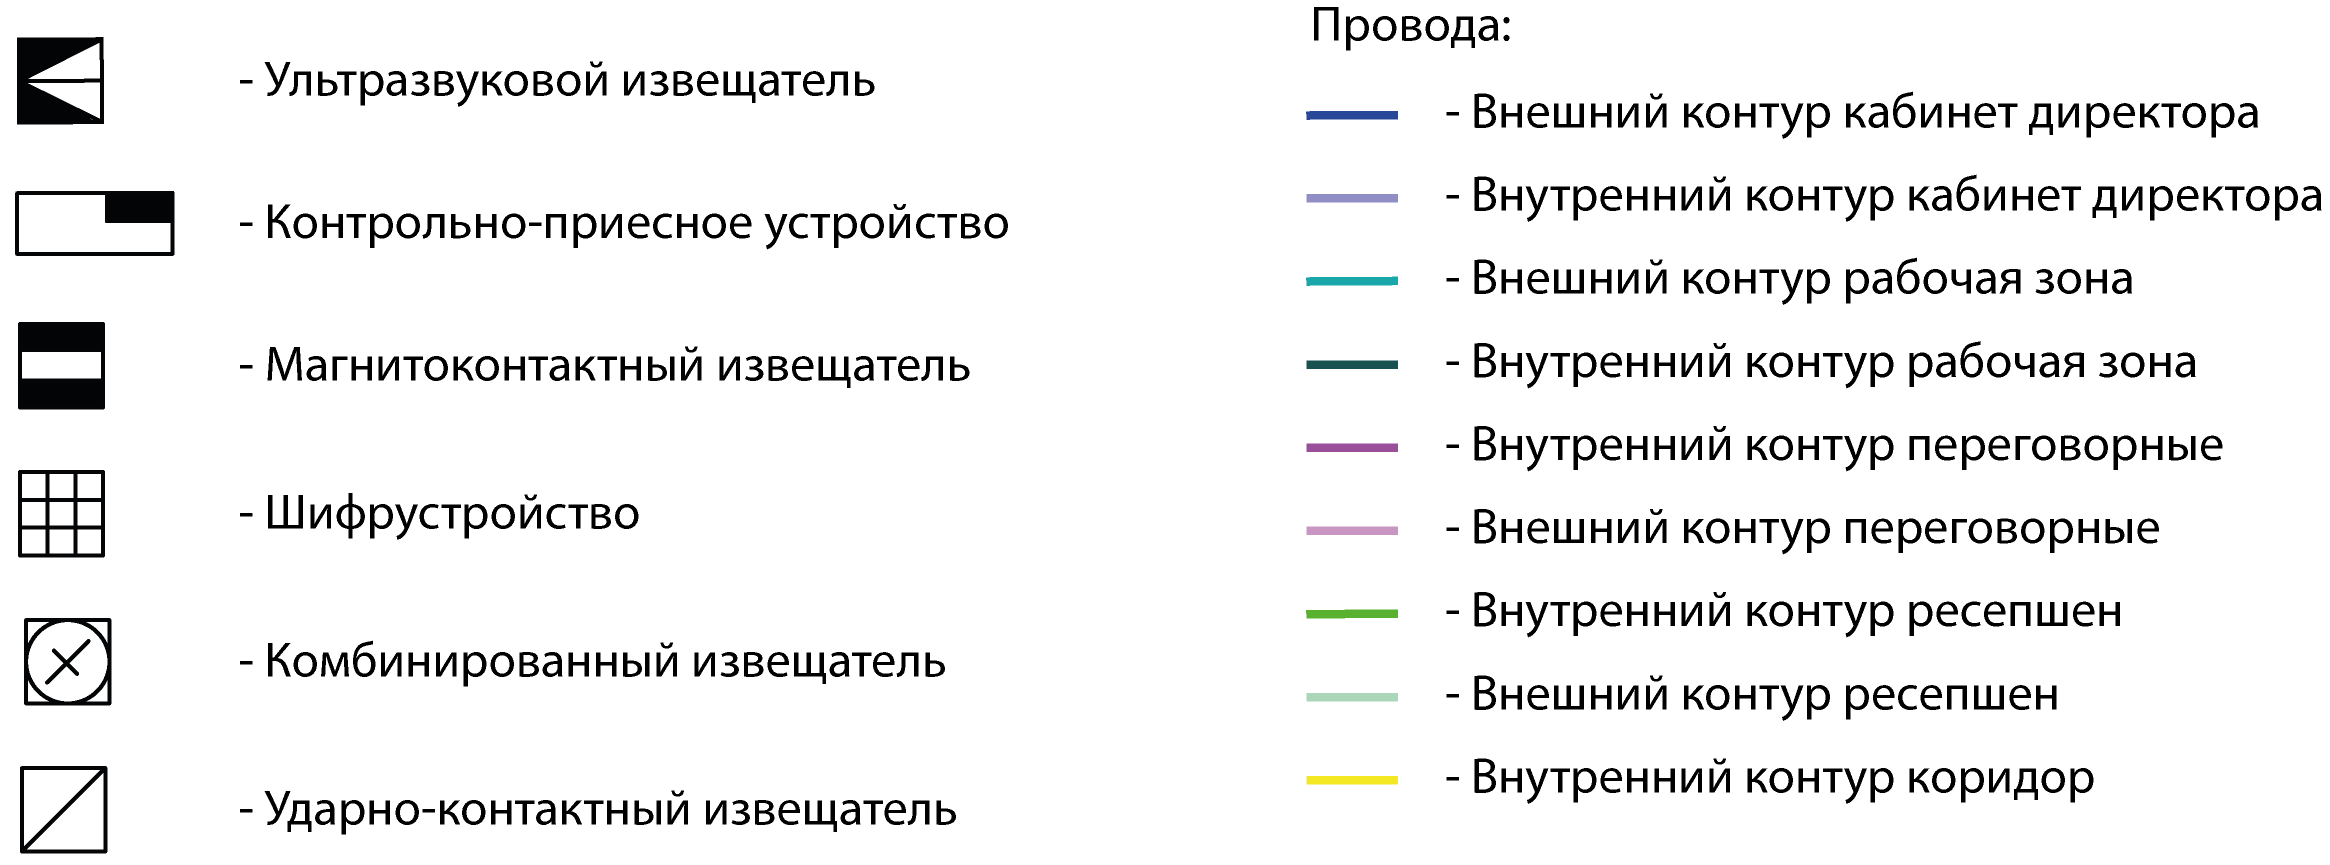 - Ультразвуковой извещатель
- Контрольно-приесное устройство
- Магнитоконтактный извещатель
- Шифрустройство
- Комбинированный извещатель
- Ударно-контактный извещатель
Провода:
- Внешний контур кабинет директора
- Внутренний контур кабинет директора
- Внешний контур рабочая зона
- Внутренний контур рабочая зона
- Внутренний контур переговорные
- Внешний контур переговорные
- Внутренний контур ресепшен
- Внешний контур ресепшен
- Внутренний контур коридор